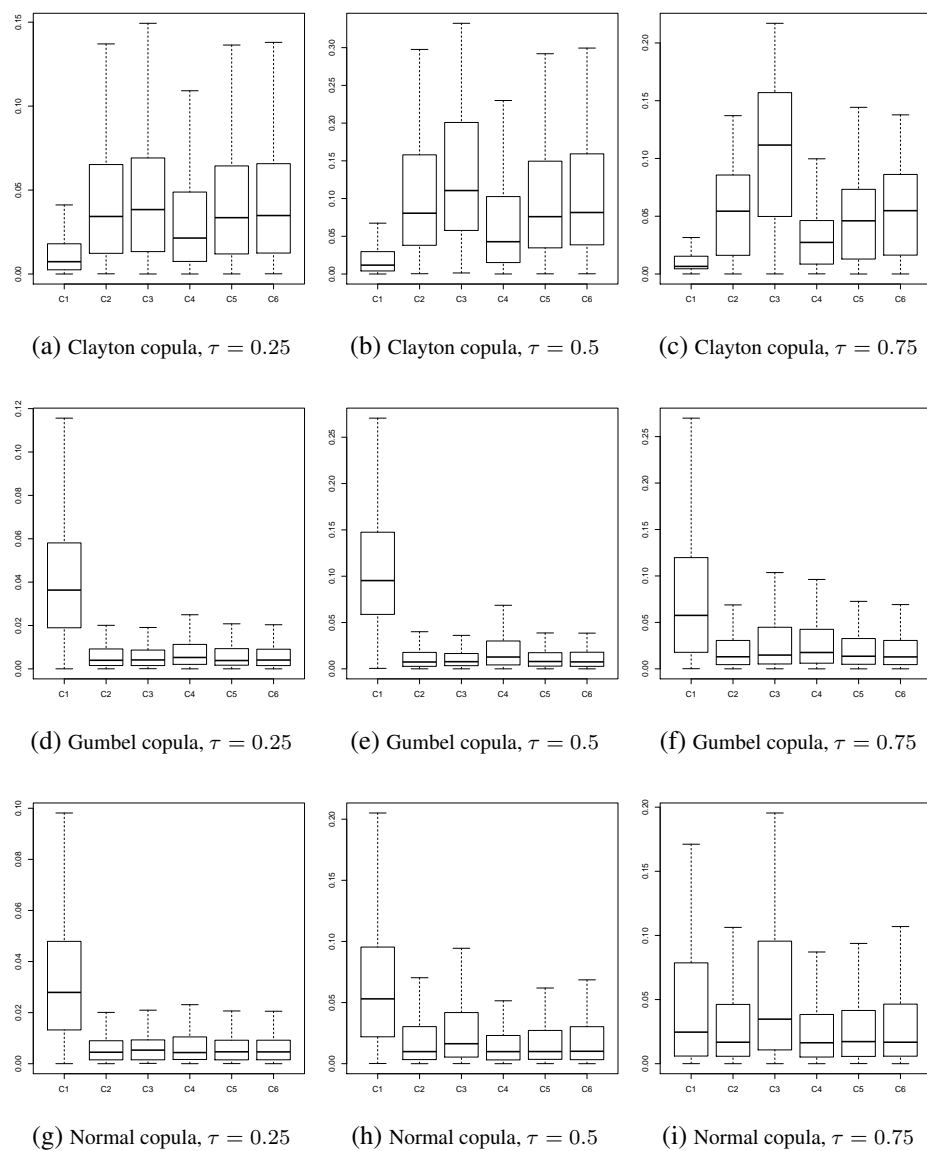 0.15
0.10
0.05
0.00
C1 C2 C3 C4 C5 C6
(a) Clayton copula, τ = 0.25
0.30
0.25
0.20
0.15
0.10
0.05
0.00
C1 C2 C3 C4 C5 C6
(b) Clayton copula, τ = 0.5
0.20
0.15
0.10
0.05
0.00
C1 C2 C3 C4 C5 C6
(c) Clayton copula, τ = 0.75
0.12
0.10
0.08
0.06
0.04
0.02
0.00
C1 C2 C3 C4 C5 C6
(d) Gumbel copula, τ = 0.25
0.25
0.20
0.15
0.10
0.05
0.00
C1 C2 C3 C4 C5 C6
(e) Gumbel copula, τ = 0.5
0.25
0.20
0.15
0.10
0.05
0.00
C1 C2 C3 C4 C5 C6
(f) Gumbel copula, τ = 0.75
0.10
0.08
0.06
0.04
0.02
0.00
C1 C2 C3 C4 C5 C6
(g) Normal copula, τ = 0.25
0.20
0.15
0.10
0.05
0.00
C1 C2 C3 C4 C5 C6
(h) Normal copula, τ = 0.5
0.20
0.15
0.10
0.05
0.00
C1 C2 C3 C4 C5 C6
(i) Normal copula, τ = 0.75